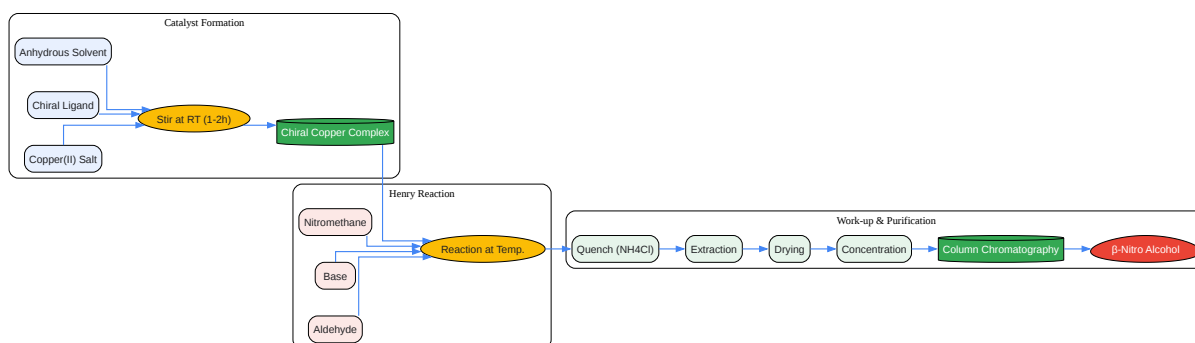 Catalyst Formation
Anhydrous Solvent
Chiral Ligand
Stir at RT (1-2h)
Chiral Copper Complex
Copper(II) Salt
Henry Reaction
Nitromethane
Reaction at Temp.
Base
Aldehyde
Work-up & Purification
Quench (NH4Cl)
Extraction
Drying
Concentration
Column Chromatography
β-Nitro Alcohol